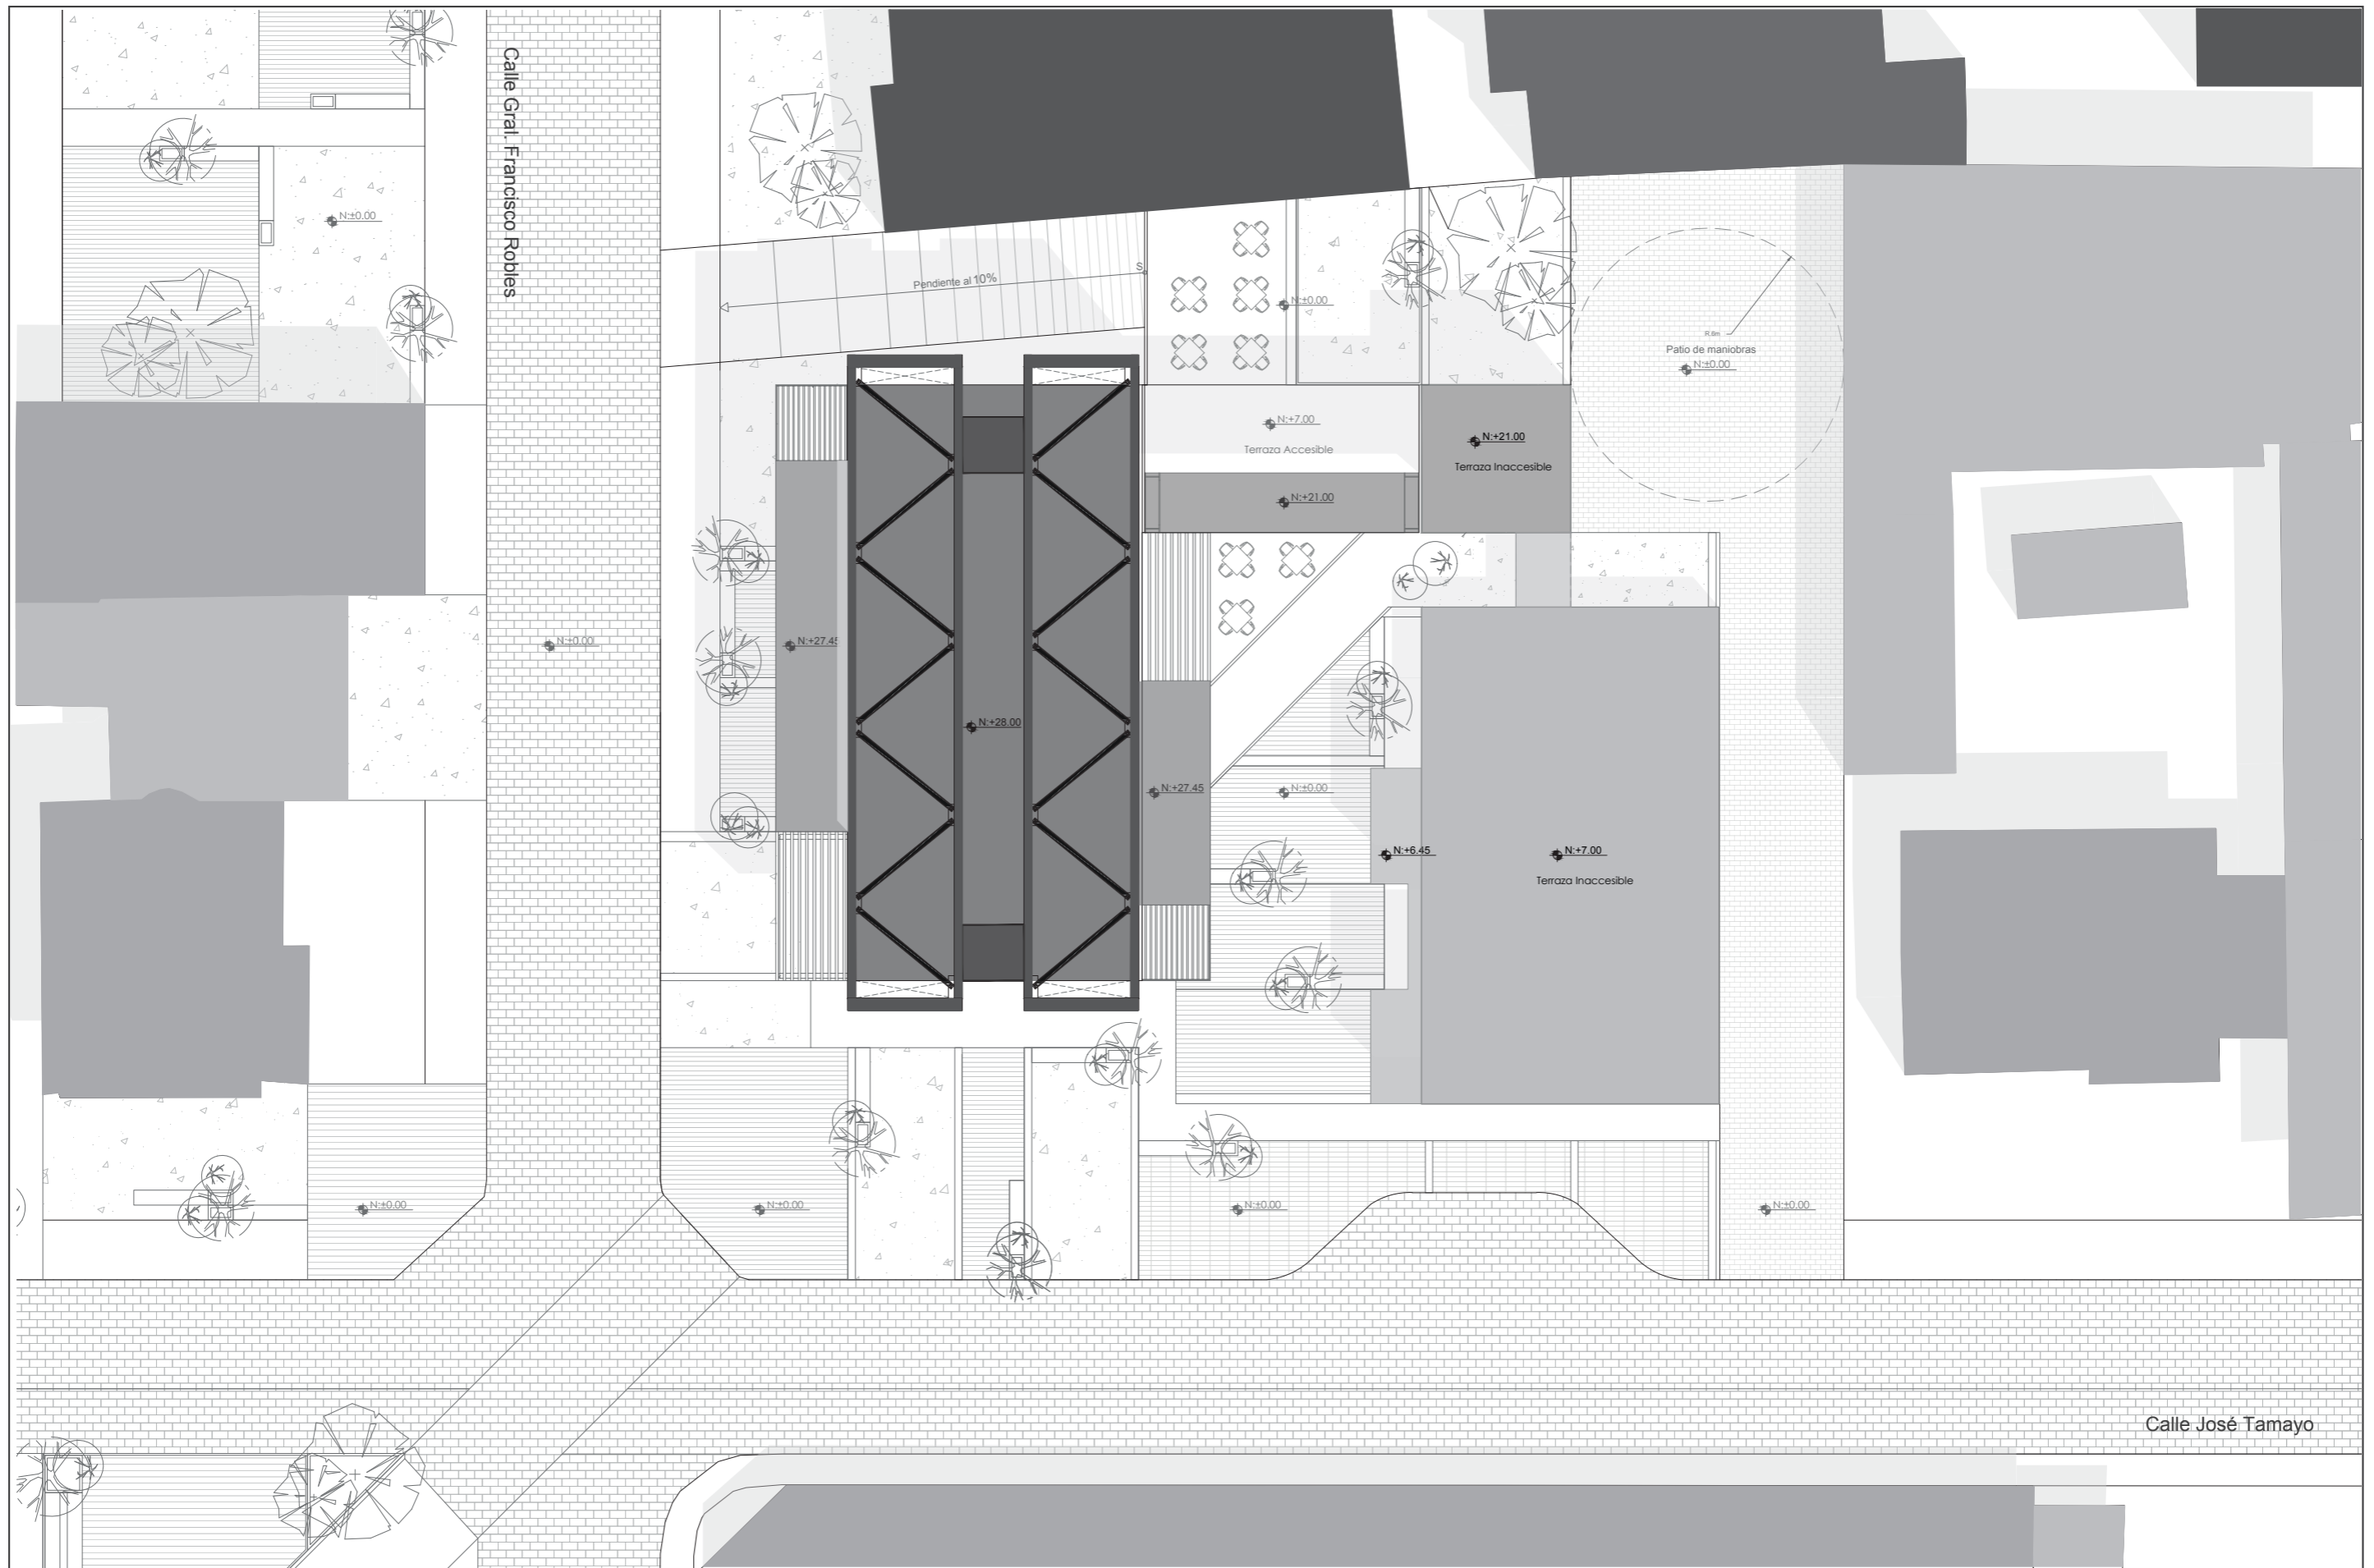 Calle Gral. Francisco Robles
N:±0.00
Pendiente al 10%
S
N:±0.00
R.6m
Patio de maniobras
N:±0.00
N:+7.00
Terraza Accesible
N:+21.00
Terraza Inaccesible
N:+21.00
N:±0.00
N:+27.45
N:+28.00
N:+27.45
N:±0.00
N:+6.45
N:+7.00
Terraza Inaccesible
N:±0.00
N:±0.00
N:±0.00
N:±0.00
Calle José Tamayo